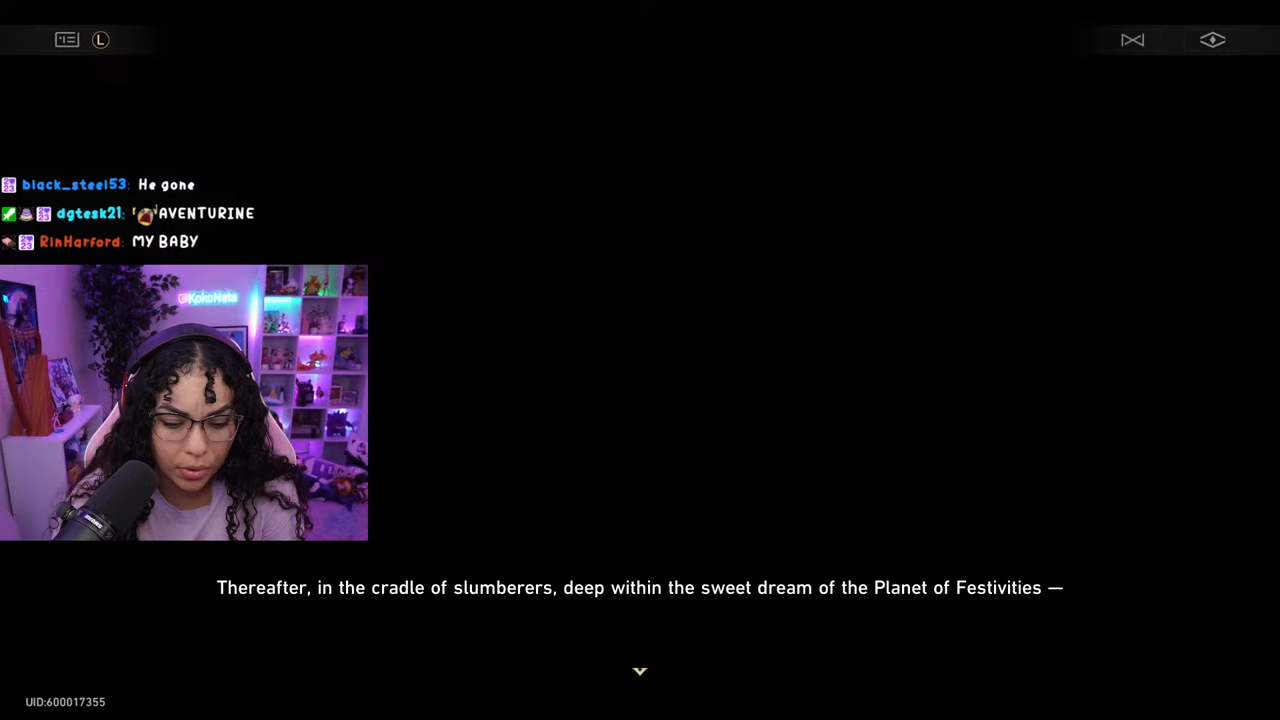 L
black_steel53: He gone
dgtesk21: AVENTURINE
RinHarford: MY BABY
KokoNata
Thereafter, in the cradle of slumberers, deep within the sweet dream of the Planet of Festivities —
UID:600017355